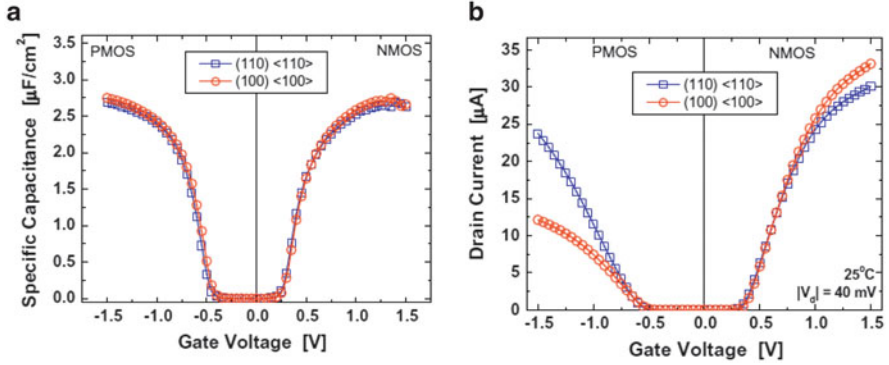 a
3.5
3.0
2.5
2.0
1.5
1.0
0.5
0.0
Specific Capacitance [µF/cm²]
PMOS
NMOS
(110) <110>
(100) <100>
-1.5 -1.0 -0.5 0.0 0.5 1.0 1.5
Gate Voltage [V]
b
35
30
25
20
15
10
5
0
Drain Current [µA]
PMOS
NMOS
(110) <110>
(100) <100>
25°C
|Vd| = 40 mV
-1.5 -1.0 -0.5 0.0 0.5 1.0 1.5
Gate Voltage [V]